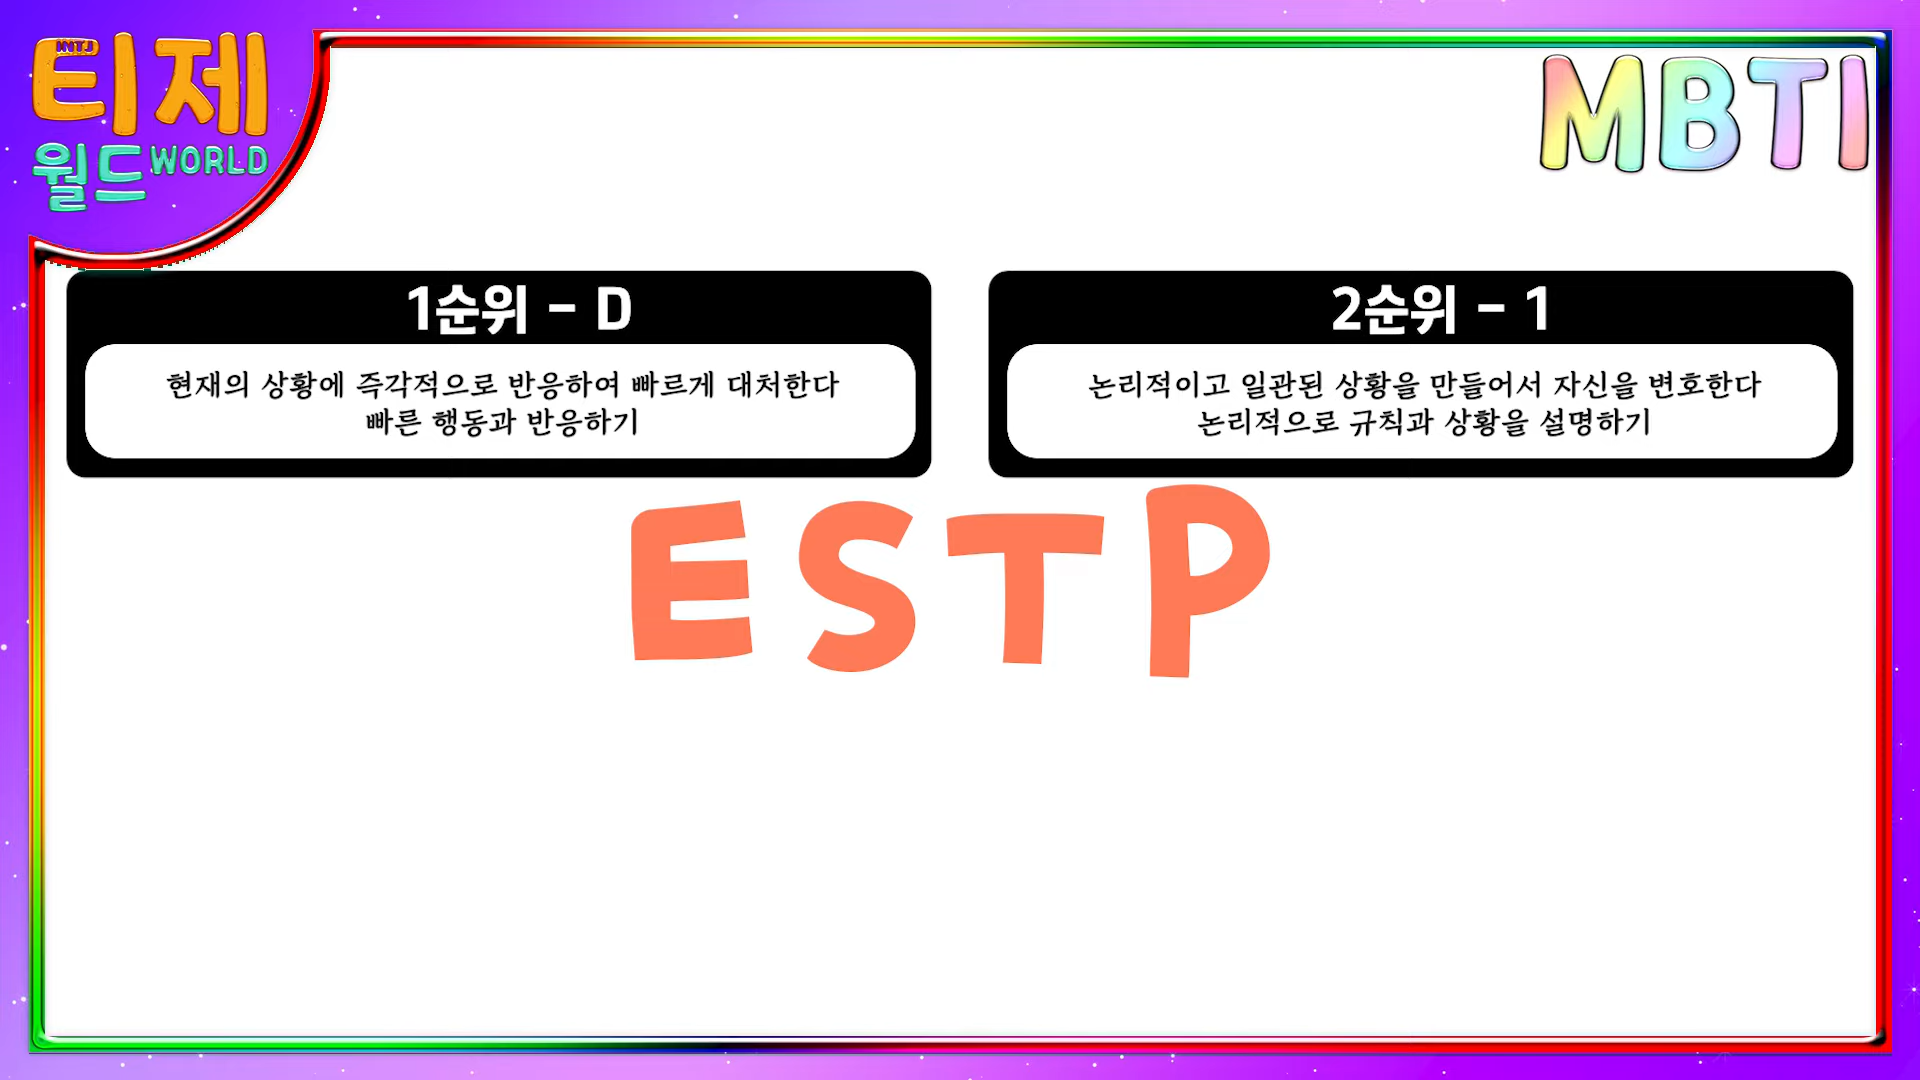 INTJ
티제
월드 WORLD
MBTI
1순위 - D
현재의 상황에 즉각적으로 반응하여 빠르게 대처한다
빠른 행동과 반응하기
2순위 - 1
논리적이고 일관된 상황을 만들어서 자신을 변호한다
논리적으로 규칙과 상황을 설명하기
ESTP